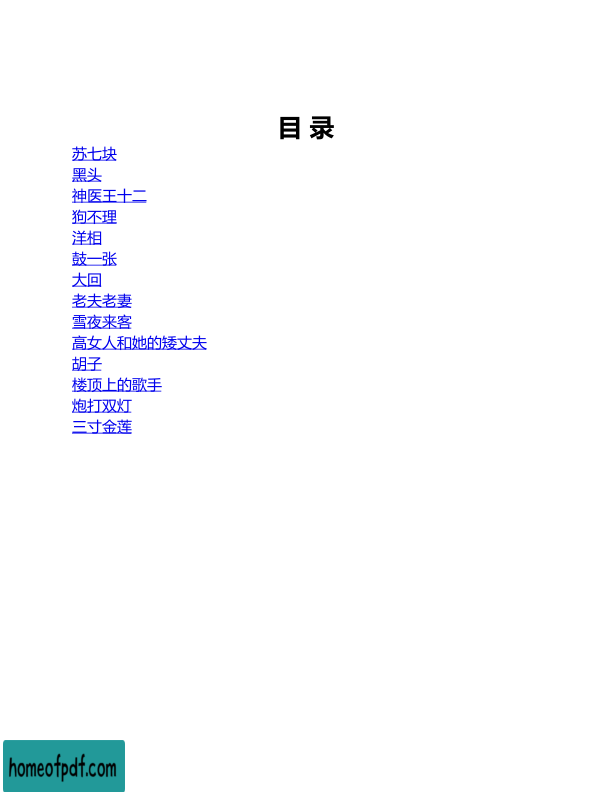 目 录
苏七块
黑头
神医王十二
狗不理
洋相
鼓一张
大回
老夫老妻
雪夜来客
高女人和她的矮丈夫
胡子
楼顶上的歌手
炮打双灯
三寸金莲
homeofpdf.com